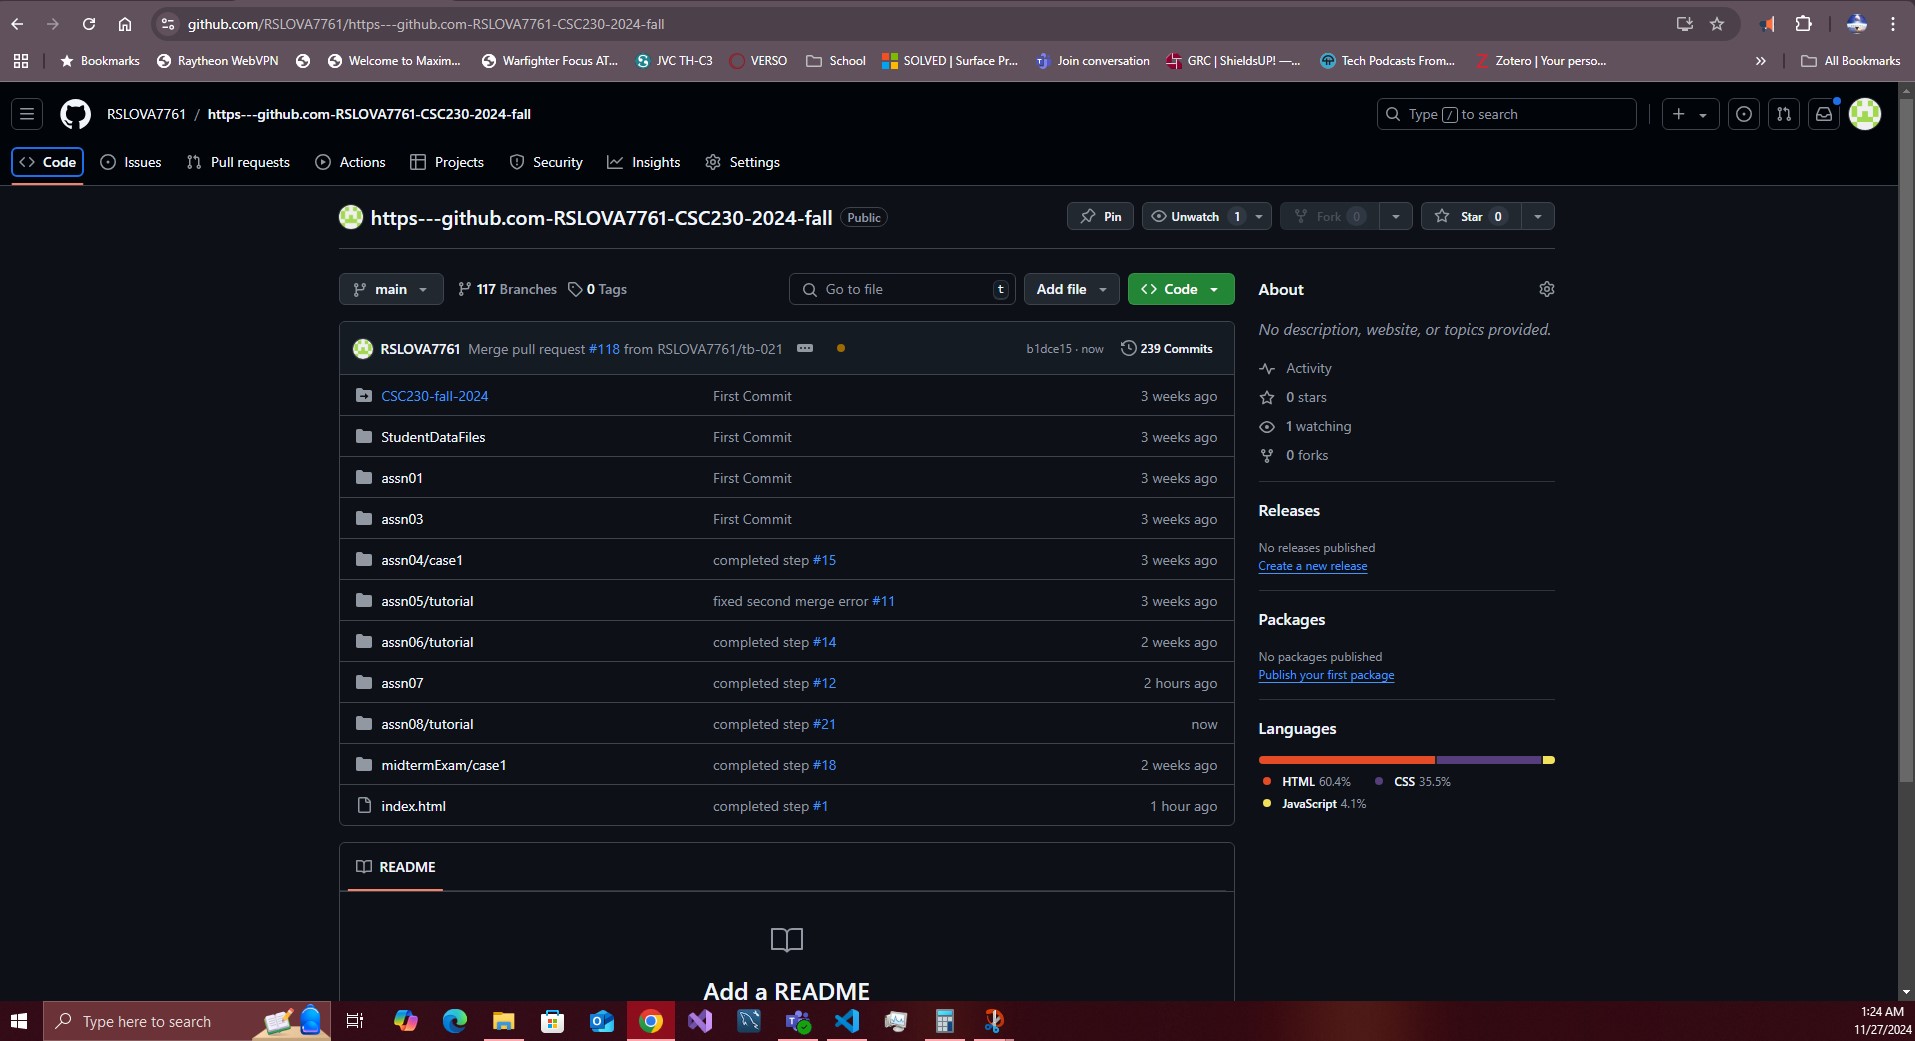 github.com/RSLOVA7761/https---github.com-RSLOVA7761-CSC230-2024-fall
Bookmarks Raytheon WebVPN Welcome to Maxim... Warfighter Focus AT... JVC TH-C3 VERSO School SOLVED | Surface Pr... Join conversation GRC | ShieldsUP! —... Tech Podcasts From... Zotero | Your perso... » All Bookmarks
RSLOVA7761 / https---github.com-RSLOVA7761-CSC230-2024-fall Type / to search
Code Issues Pull requests Actions Projects Security Insights Settings
https---github.com-RSLOVA7761-CSC230-2024-fall Public Pin Unwatch 1 Fork 0 Star 0
main 117 Branches 0 Tags Go to file t Add file Code
RSLOVA7761 Merge pull request #118 from RSLOVA7761/tb-021 b1dce15 · now 239 Commits
CSC230-fall-2024 First Commit 3 weeks ago
StudentDataFiles First Commit 3 weeks ago
assn01 First Commit 3 weeks ago
assn03 First Commit 3 weeks ago
assn04/case1 completed step #15 3 weeks ago
assn05/tutorial fixed second merge error #11 3 weeks ago
assn06/tutorial completed step #14 2 weeks ago
assn07 completed step #12 2 hours ago
assn08/tutorial completed step #21 now
midtermExam/case1 completed step #18 2 weeks ago
index.html completed step #1 1 hour ago
README
Add a README
About
No description, website, or topics provided.
Activity
0 stars
1 watching
0 forks
Releases
No releases published
Create a new release
Packages
No packages published
Publish your first package
Languages
HTML 60.4% CSS 35.5%
JavaScript 4.1%
Type here to search
1:24 AM
11/27/2024